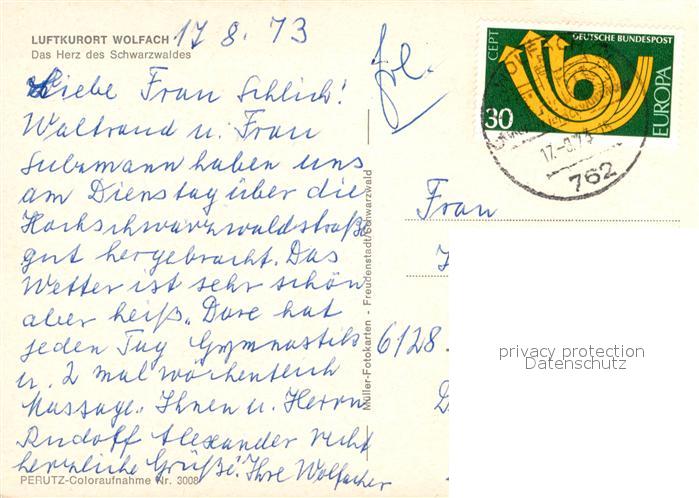 LUFTKURORT WOLFACH 17 8. 73
Das Herz des Schwarzwaldes
Liebe Frau Schlich!
Waltraud u. Frau
Sulzmann haben uns
am Dienstag über die
Hochschwarzwaldstraße
gut hergebracht. Das
Wetter ist sehr schön
aber heiß. Dore hat
jeden Tag Gymnastik
u. 2 mal wöchentlich
Massage. Ihnen u. Herrn
Rudolf Alexander recht
herzliche Grüße! Ihre Wolfacher
PERUTZ-Coloraufnahme Nr. 3008
Müller-Fotokarten - Freudenstadt/Schwarzwald
CEPT
DEUTSCHE BUNDESPOST
30
EUROPA
17.-8.73
762
Frau
6128
privacy protection
Datenschutz